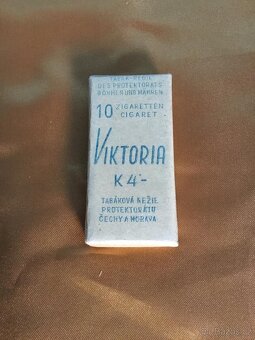 TABAK-REGIE
DES PROTEKTORATS
BÖHMEN UND MÄHREN
10 ZIGARETTEN
CIGARET
VIKTORIA
K 4·-
TABÁKOVÁ REŽIE
PROTEKTORÁTU
ČECHY A MORAVA